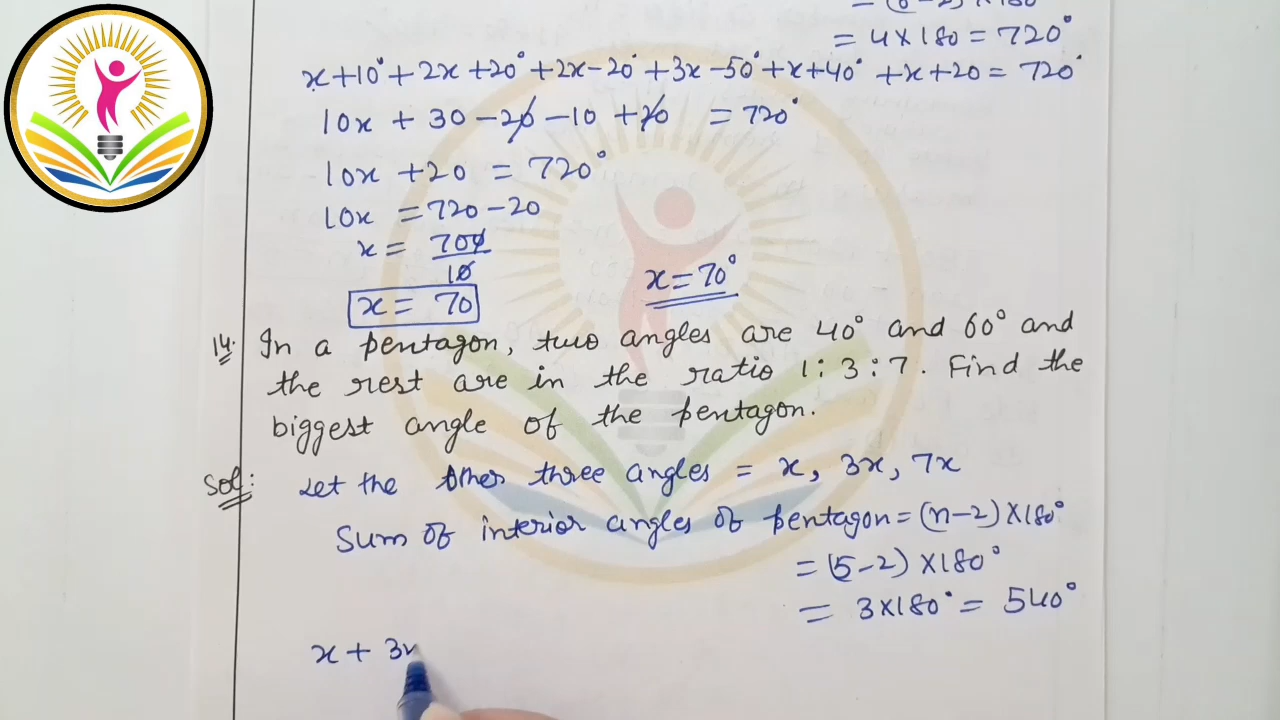 = (6-2) × 180
= 4 × 180 = 720°
x+10° + 2x +20° +2x-20° +3x-50° +x+40° +x+20 = 720°
10x + 30 -20 -10 +20 = 720°
10x +20 = 720°
10x = 720 -20
x = 700/10
x = 70
x = 70°
14. In a pentagon, two angles are 40° and 60° and
the rest are in the ratio 1:3:7. Find the
biggest angle of the pentagon.
Sol: Let the other three angles = x, 3x, 7x
Sum of interior angles of pentagon = (n-2) ×180°
= (5-2) ×180°
= 3×180° = 540°
x + 3x